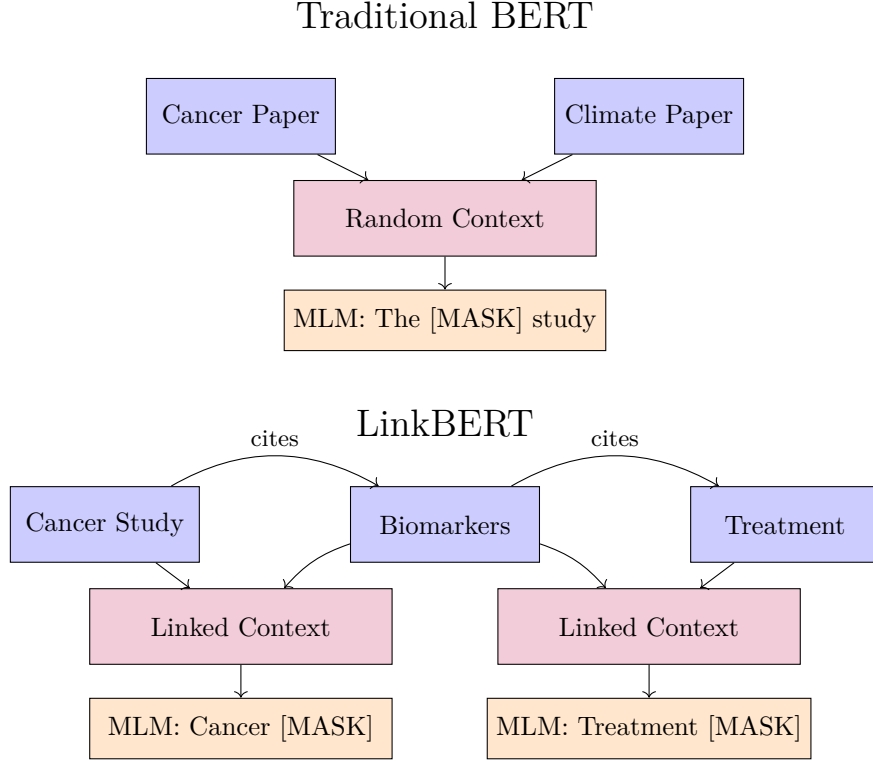 Traditional BERT
Cancer Paper
Climate Paper
Random Context
MLM: The [MASK] study
LinkBERT
cites
cites
Cancer Study
Biomarkers
Treatment
Linked Context
Linked Context
MLM: Cancer [MASK]
MLM: Treatment [MASK]